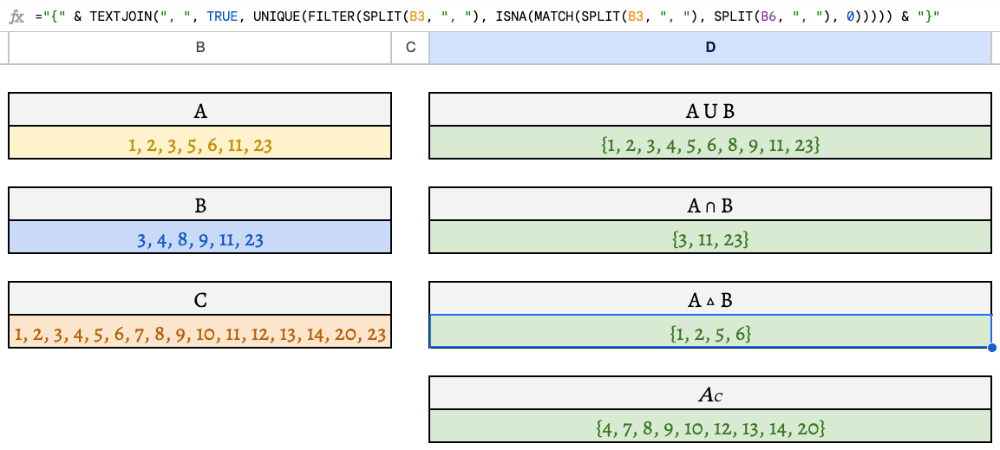 fx ="{" & TEXTJOIN(", ", TRUE, UNIQUE(FILTER(SPLIT(B3, ", "), ISNA(MATCH(SPLIT(B3, ", "), SPLIT(B6, ", "), 0))))) & "}"
B C D
A
1, 2, 3, 5, 6, 11, 23
A U B
{1, 2, 3, 4, 5, 6, 8, 9, 11, 23}
B
3, 4, 8, 9, 11, 23
A ∩ B
{3, 11, 23}
C
1, 2, 3, 4, 5, 6, 7, 8, 9, 10, 11, 12, 13, 14, 20, 23
A △ B
{1, 2, 5, 6}
Ac
{4, 7, 8, 9, 10, 12, 13, 14, 20}